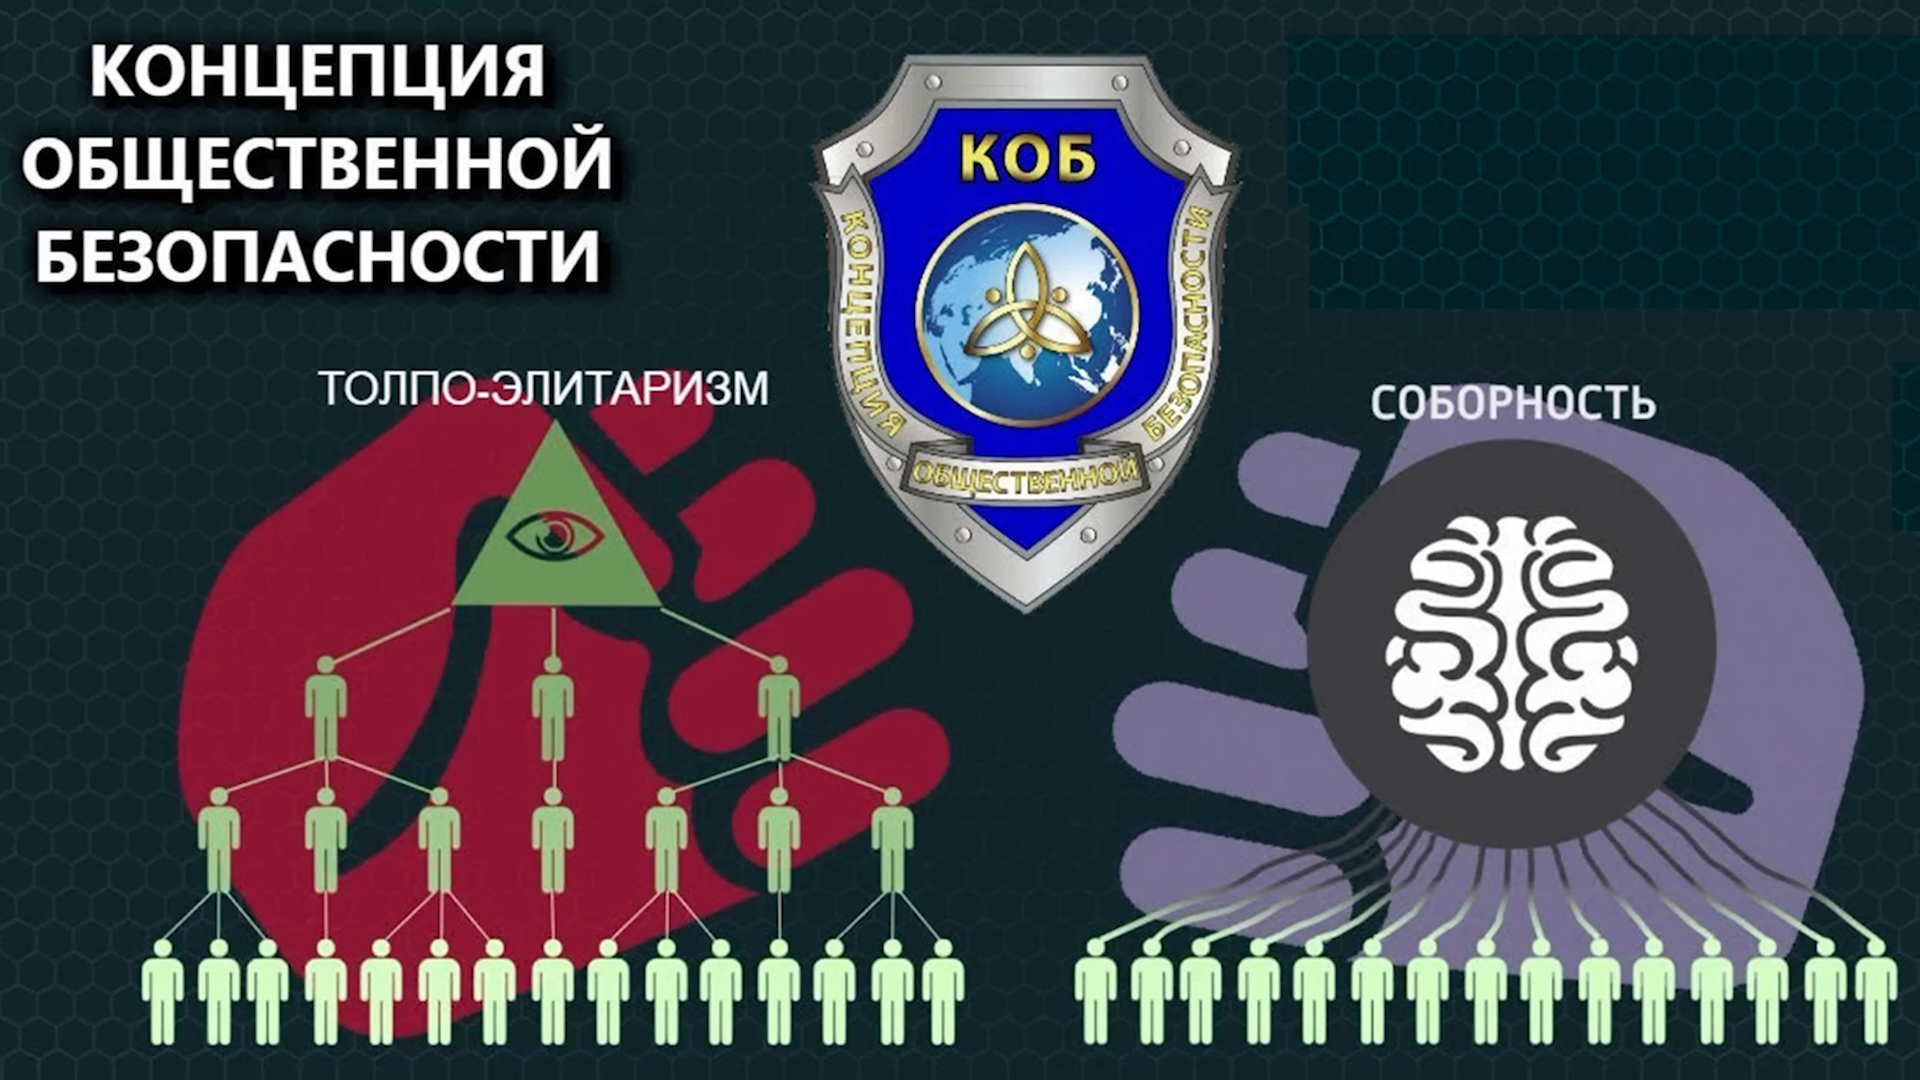 КОНЦЕПЦИЯ
ОБЩЕСТВЕННОЙ
БЕЗОПАСНОСТИ
КОБ
КОНЦЕПЦИЯ
ОБЩЕСТВЕННОЙ
БЕЗОПАСНОСТИ
ТОЛПО-ЭЛИТАРИЗМ
СОБОРНОСТЬ